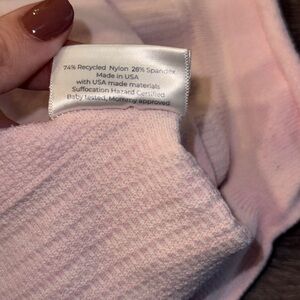 74% Recycled Nylon 26% Spandex
Made in USA
with USA made materials
Suffocation Hazard Certified
Baby tested, Mommy approved